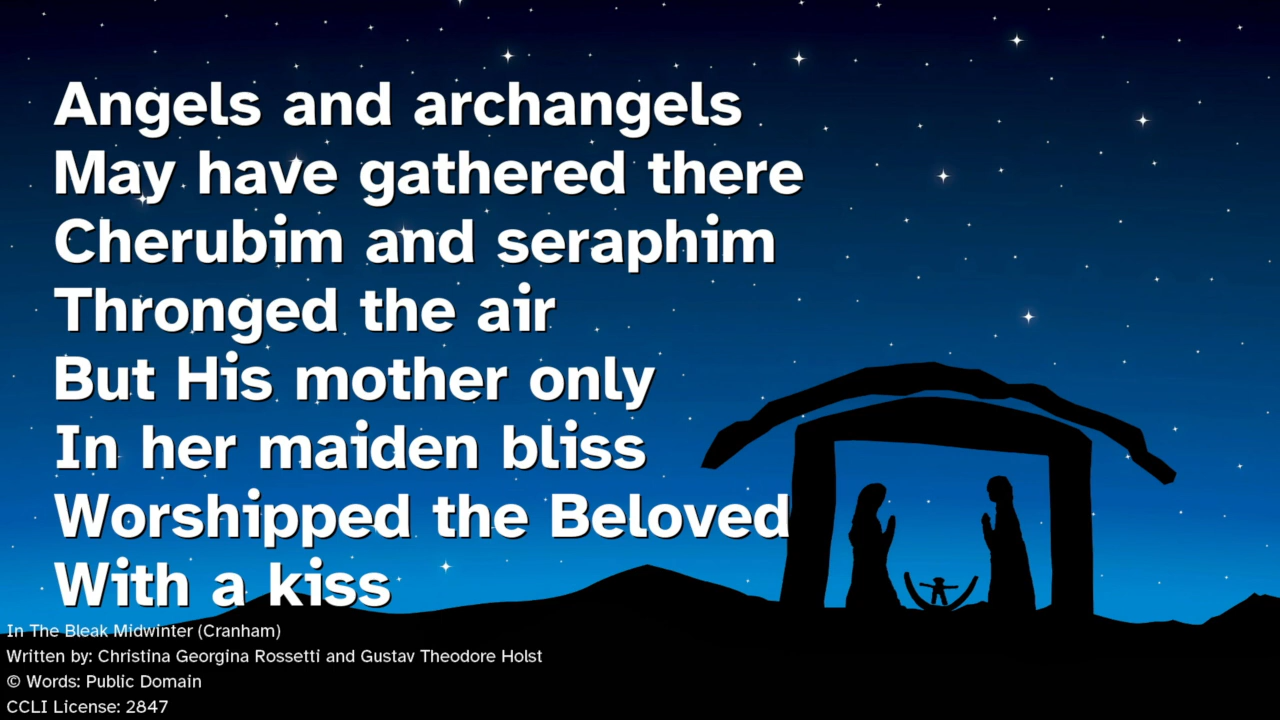 Angels and archangels
May have gathered there
Cherubim and seraphim
Thronged the air
But His mother only
In her maiden bliss
Worshipped the Beloved
With a kiss
In The Bleak Midwinter (Cranham)
Written by: Christina Georgina Rossetti and Gustav Theodore Holst
© Words: Public Domain
CCLI License: 2847